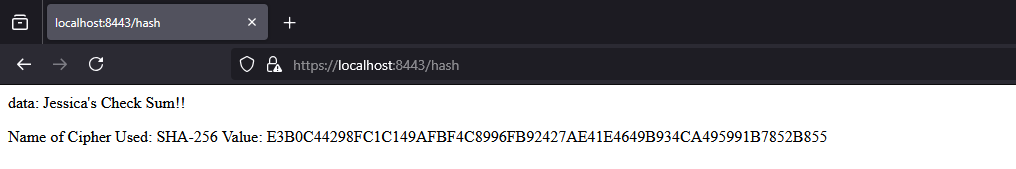 localhost:8443/hash
https://localhost:8443/hash
data: Jessica's Check Sum!!
Name of Cipher Used: SHA-256 Value: E3B0C44298FC1C149AFBF4C8996FB92427AE41E4649B934CA495991B7852B855